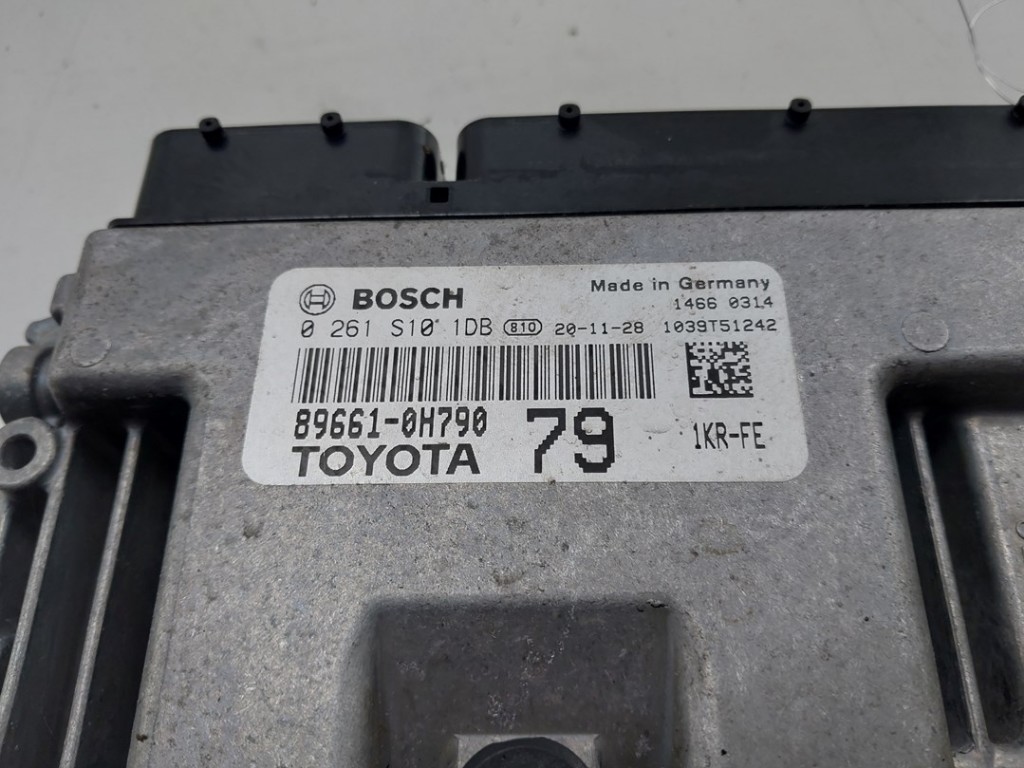 BOSCH
Made in Germany
1466 0314
0 261 S10 1DB 810 20-11-28 1039T51242
89661-0H790
TOYOTA
79
1KR-FE